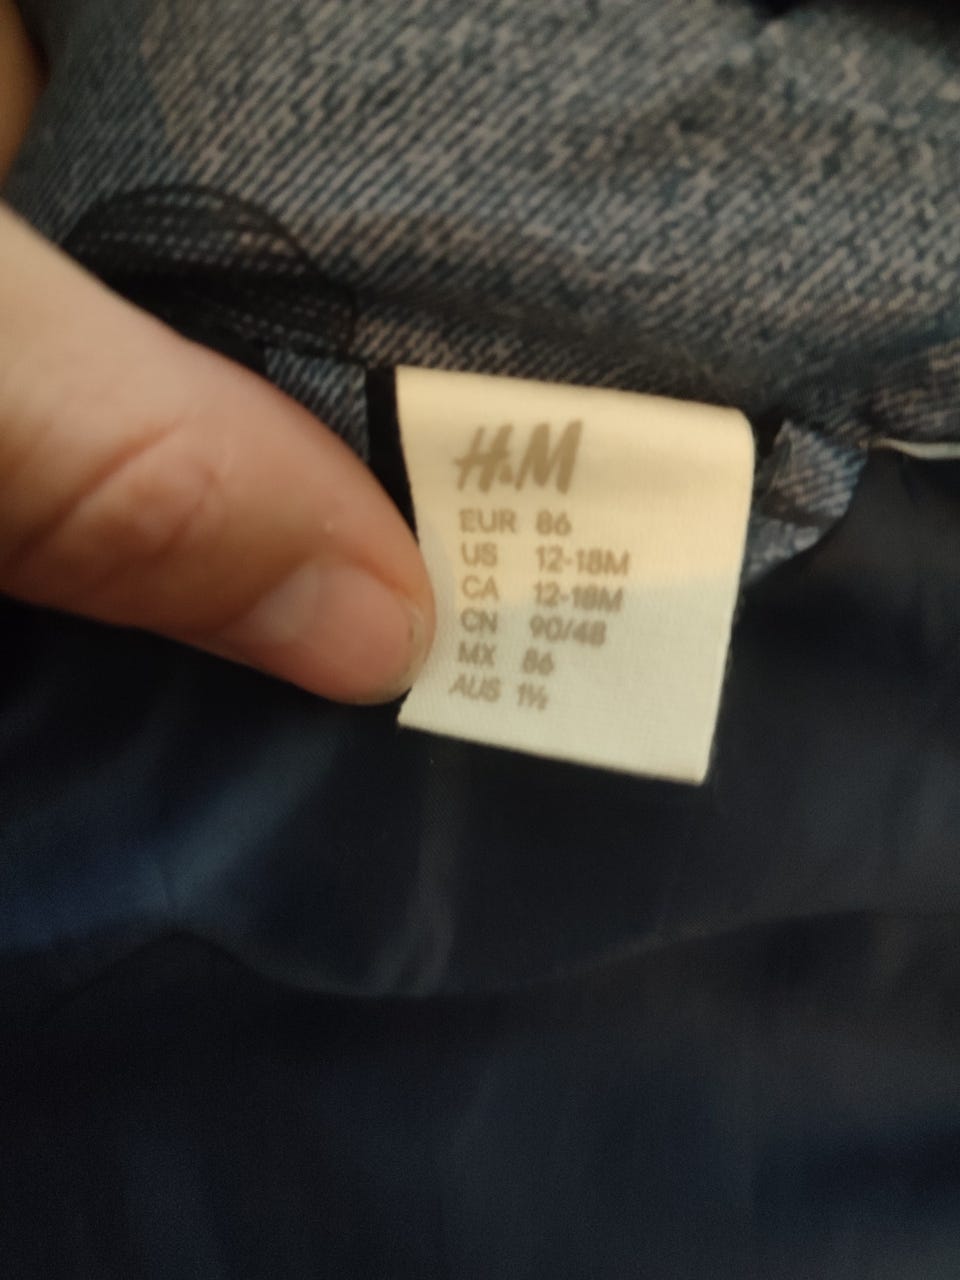 H&M
EUR 86
US 12-18M
CA 12-18M
CN 90/48
MX 86
AUS 1½